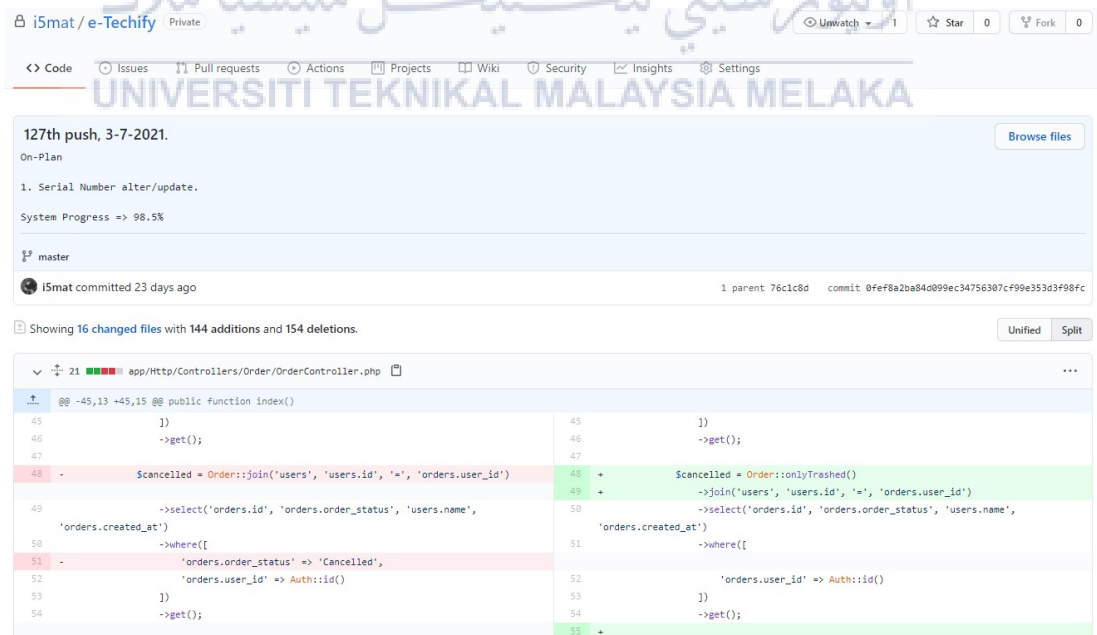 اونيورسيتي تيكنيكل مليسيا ملاك
i5mat / e-Techify Private
Unwatch 1 Star 0 Fork 0
<> Code Issues Pull requests Actions Projects Wiki Security Insights Settings
UNIVERSITI TEKNIKAL MALAYSIA MELAKA
127th push, 3-7-2021.
Browse files
On-Plan
1. Serial Number alter/update.
System Progress => 98.5%
master
i5mat committed 23 days ago 1 parent 76c1c8d commit 0fef8a2ba84d099ec34756307cf99e353d3f98fc
Showing 16 changed files with 144 additions and 154 deletions.
Unified Split
21 app/Http/Controllers/Order/OrderController.php ...
@@ -45,13 +45,15 @@ public function index()
45 ]) 45 ])
46 ->get(); 46 ->get();
47 47
48 - $cancelled = Order::join('users', 'users.id', '=', 'orders.user_id') 48 + $cancelled = Order::onlyTrashed()
49 + ->join('users', 'users.id', '=', 'orders.user_id')
49 ->select('orders.id', 'orders.order_status', 'users.name', 50 ->select('orders.id', 'orders.order_status', 'users.name',
'orders.created_at') 'orders.created_at')
50 ->where([ 51 ->where([
51 - 'orders.order_status' => 'Cancelled',
52 'orders.user_id' => Auth::id() 52 'orders.user_id' => Auth::id()
53 ]) 53 ])
54 ->get(); 54 ->get();
55 +